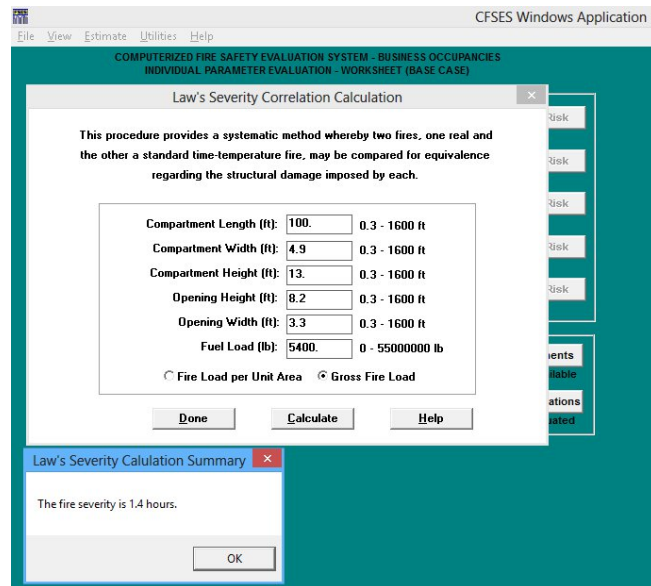 CFSES Windows Application
File View Estimate Utilities Help
COMPUTERIZED FIRE SAFETY EVALUATION SYSTEM - BUSINESS OCCUPANCIES
INDIVIDUAL PARAMETER EVALUATION - WORKSHEET (BASE CASE)
Law's Severity Correlation Calculation
This procedure provides a systematic method whereby two fires, one real and
the other a standard time-temperature fire, may be compared for equivalence
regarding the structural damage imposed by each.
Compartment Length (ft): 100. 0.3 - 1600 ft
Compartment Width (ft): 4.9 0.3 - 1600 ft
Compartment Height (ft): 13. 0.3 - 1600 ft
Opening Height (ft): 8.2 0.3 - 1600 ft
Opening Width (ft): 3.3 0.3 - 1600 ft
Fuel Load (lb): 5400. 0 - 55000000 lb
Fire Load per Unit Area Gross Fire Load
Done Calculate Help
Risk
Risk
Risk
Risk
Risk
ents
ilable
ations
uated
Law's Severity Calulation Summary
The fire severity is 1.4 hours.
OK